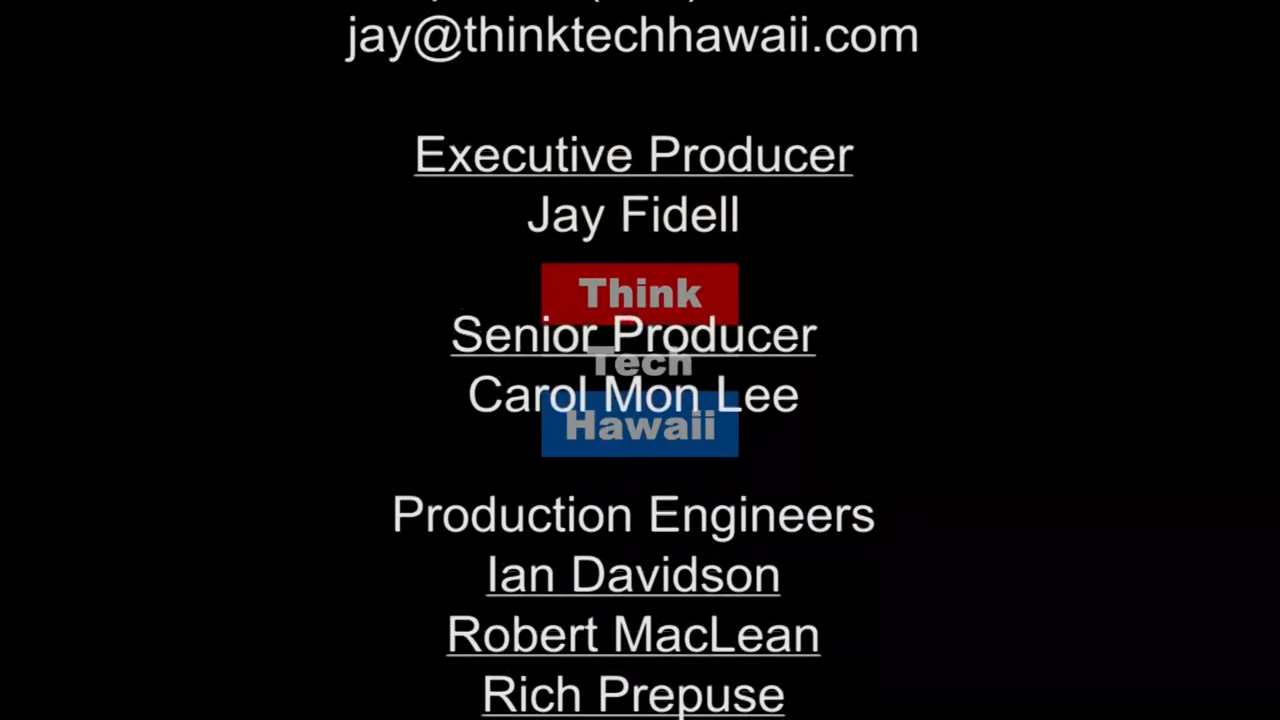 jay@thinktechhawaii.com
Executive Producer
Jay Fidell
Think
Senior Producer
Tech
Carol Mon Lee
Hawaii
Production Engineers
Ian Davidson
Robert MacLean
Rich Prepuse